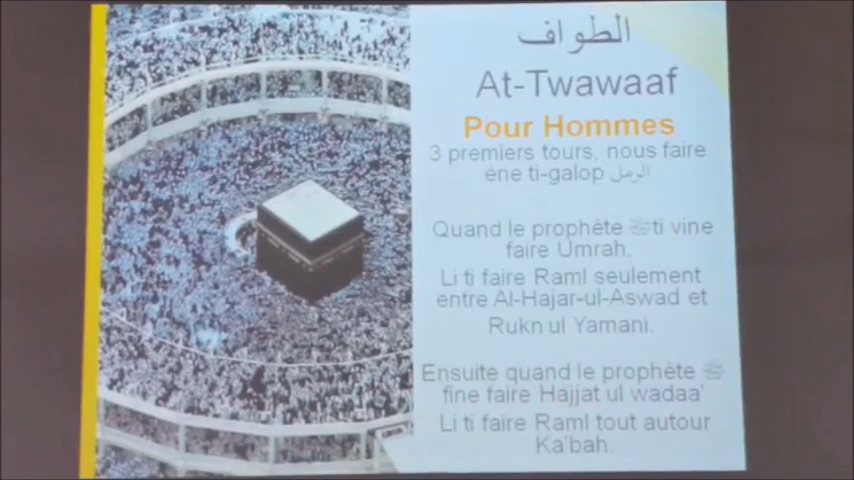 الطواف
At-Twawaaf
Pour Hommes
3 premiers tours, nous faire
ene ti-galop الرمل
Quand le prophète ﷺ ti vine
faire Umrah,
Li ti faire Raml seulement
entre Al-Hajar-ul-Aswad et
Rukn ul Yamani.
Ensuite quand le prophète ﷺ
fine faire Hajjat ul wadaa'
Li ti faire Raml tout autour
Ka'bah.